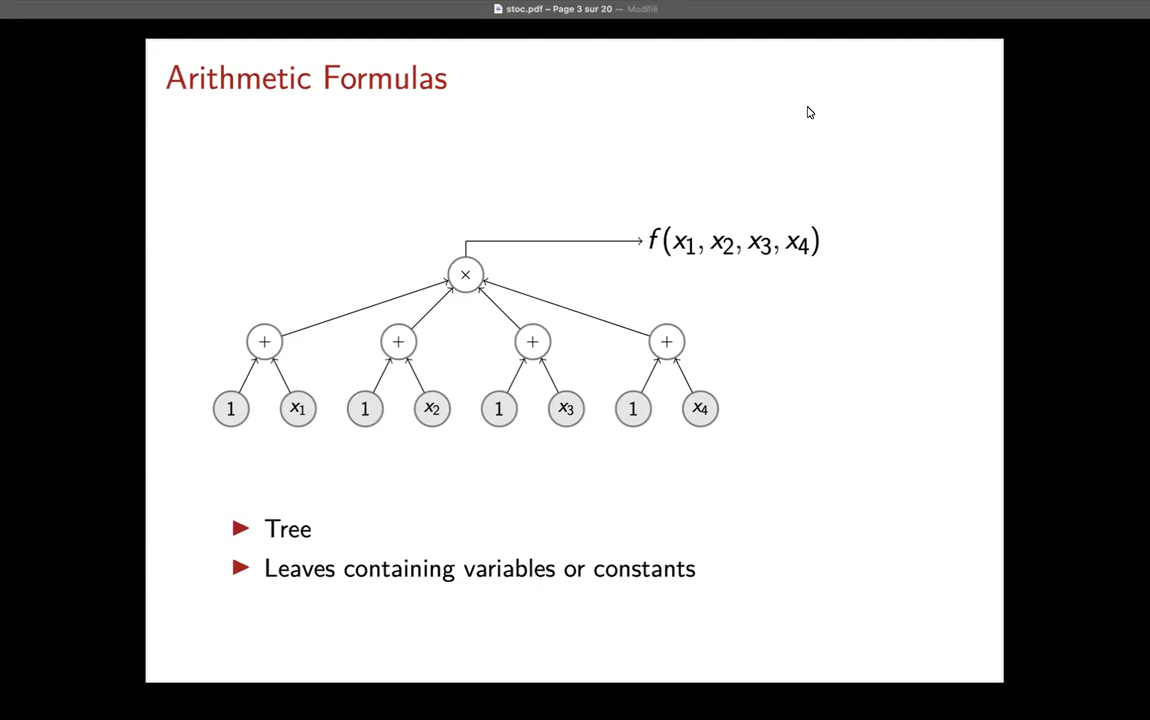 stoc.pdf – Page 3 sur 20 — Modifié
Arithmetic Formulas
f(x₁, x₂, x₃, x₄)
×
+ + + +
1 x₁ 1 x₂ 1 x₃ 1 x₄
Tree
Leaves containing variables or constants